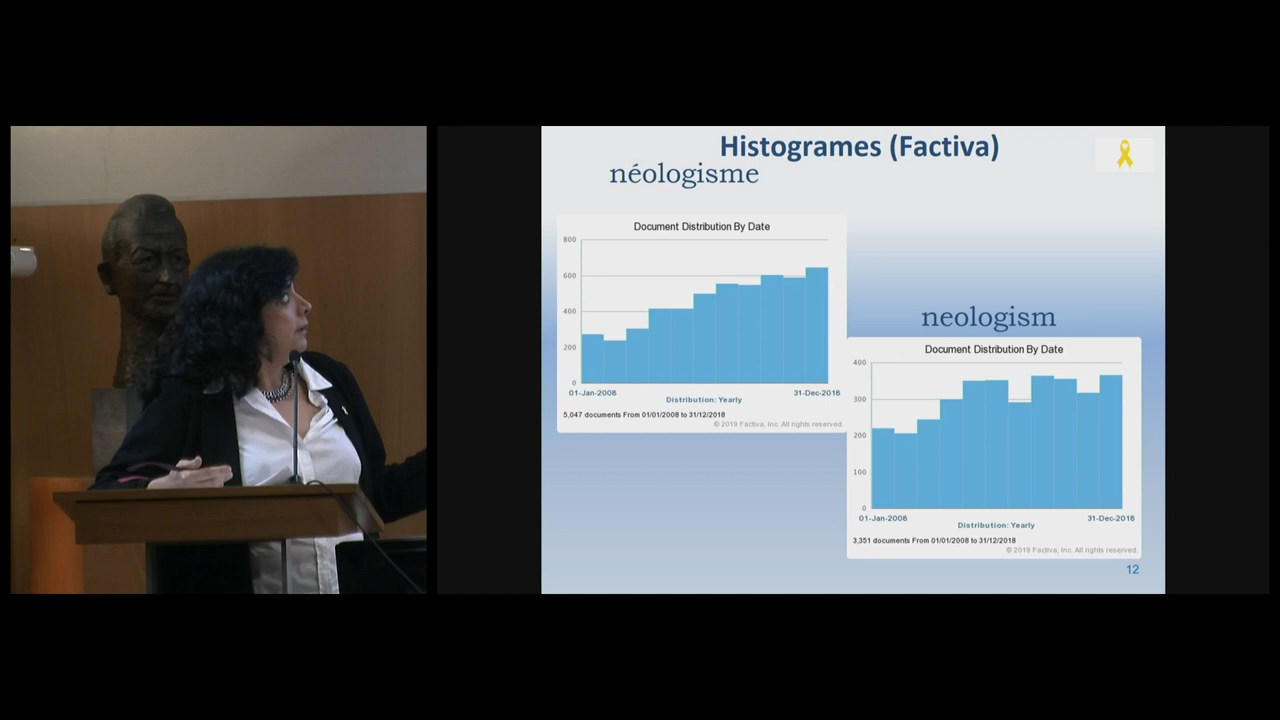 Histogrames (Factiva)
néologisme
Document Distribution By Date
800
600
400
200
0
01-Jan-2008
31-Dec-2018
Distribution: Yearly
5,047 documents From 01/01/2008 to 31/12/2018
© 2019 Factiva, Inc. All rights reserved.
neologism
Document Distribution By Date
400
300
200
100
0
01-Jan-2008
31-Dec-2018
Distribution: Yearly
3,351 documents From 01/01/2008 to 31/12/2018
© 2019 Factiva, Inc. All rights reserved.
12